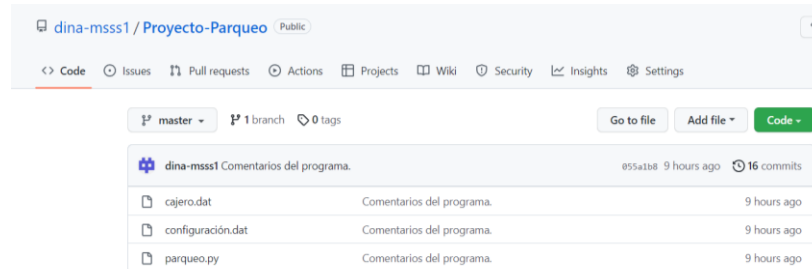 dina-msss1 / Proyecto-Parqueo Public
Code Issues Pull requests Actions Projects Wiki Security Insights Settings
master 1 branch 0 tags Go to file Add file Code
dina-msss1 Comentarios del programa. 055a1b8 9 hours ago 16 commits
cajero.dat Comentarios del programa. 9 hours ago
configuración.dat Comentarios del programa. 9 hours ago
parqueo.py Comentarios del programa. 9 hours ago